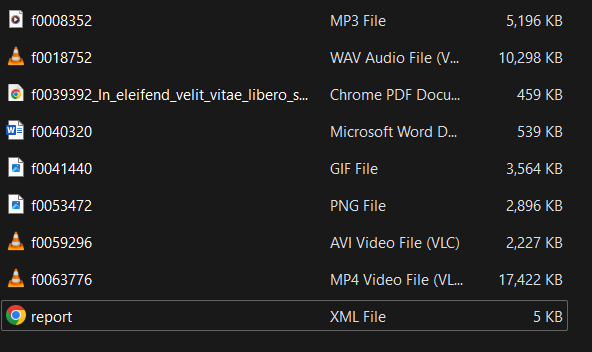 f0008352 MP3 File 5,196 KB
f0018752 WAV Audio File (V... 10,298 KB
f0039392_In_eleifend_velit_vitae_libero_s... Chrome PDF Docu... 459 KB
f0040320 Microsoft Word D... 539 KB
f0041440 GIF File 3,564 KB
f0053472 PNG File 2,896 KB
f0059296 AVI Video File (VLC) 2,227 KB
f0063776 MP4 Video File (VL... 17,422 KB
report XML File 5 KB